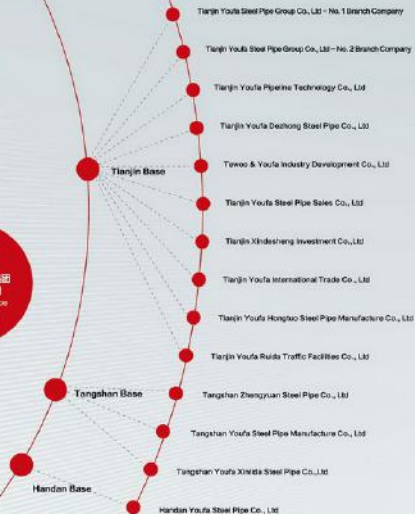 Tianjin Youfa Steel Pipe Group Co., Ltd – No. 1 Branch Company
Tianjin Youfa Steel Pipe Group Co., Ltd – No. 2 Branch Company
Tianjin Youfa Pipeline Technology Co., Ltd
Tianjin Youfa Dezhong Steel Pipe Co., Ltd
Tianjin Base
Tewoo & Youfa Industry Development Co., Ltd
Tianjin Youfa Steel Pipe Sales Co., Ltd
Tianjin Xindesheng Investment Co., Ltd
团
Tianjin Youfa International Trade Co., Ltd
Tianjin Youfa Hongtuo Steel Pipe Manufacture Co., Ltd
Tianjin Youfa Ruida Traffic Facilities Co., Ltd
Tangshan Base
Tangshan Zhengyuan Steel Pipe Co., Ltd
Tangshan Youfa Steel Pipe Manufacture Co., Ltd
Tangshan Youfa Xinlida Steel Pipe Co.,Ltd
Handan Base
Handan Youfa Steel Pipe Co., Ltd